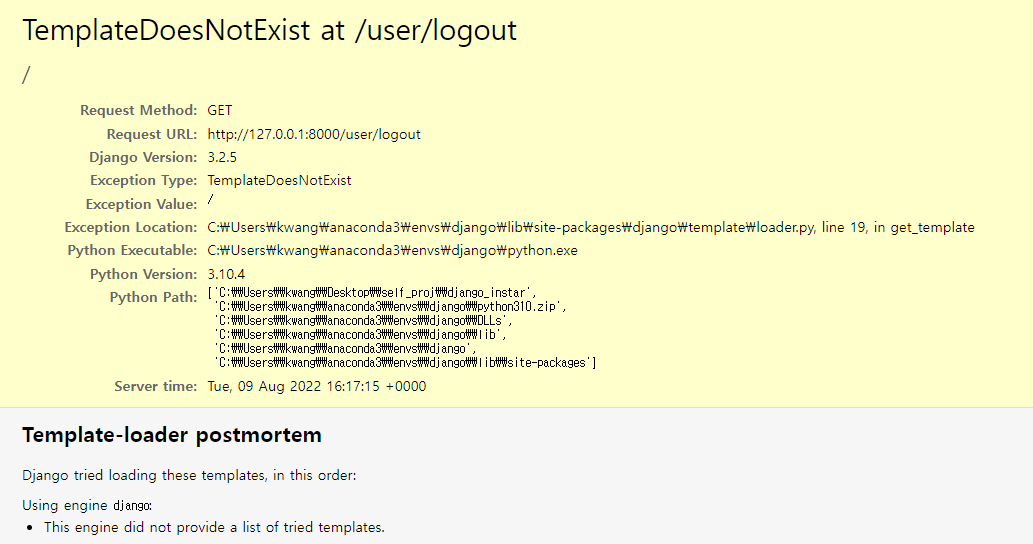 TemplateDoesNotExist at /user/logout
/
Request Method: GET
Request URL: http://127.0.0.1:8000/user/logout
Django Version: 3.2.5
Exception Type: TemplateDoesNotExist
Exception Value: /
Exception Location: C:₩Users₩kwang₩anaconda3₩envs₩django₩lib₩site-packages₩django₩template₩loader.py, line 19, in get_template
Python Executable: C:₩Users₩kwang₩anaconda3₩envs₩django₩python.exe
Python Version: 3.10.4
Python Path: ['C:₩₩Users₩₩kwang₩₩Desktop₩₩self_proj₩₩django_instar',
'C:₩₩Users₩₩kwang₩₩anaconda3₩₩envs₩₩django₩₩python310.zip',
'C:₩₩Users₩₩kwang₩₩anaconda3₩₩envs₩₩django₩₩DLLs',
'C:₩₩Users₩₩kwang₩₩anaconda3₩₩envs₩₩django₩₩lib',
'C:₩₩Users₩₩kwang₩₩anaconda3₩₩envs₩₩django',
'C:₩₩Users₩₩kwang₩₩anaconda3₩₩envs₩₩django₩₩lib₩₩site-packages']
Server time: Tue, 09 Aug 2022 16:17:15 +0000
Template-loader postmortem
Django tried loading these templates, in this order:
Using engine django:
• This engine did not provide a list of tried templates.